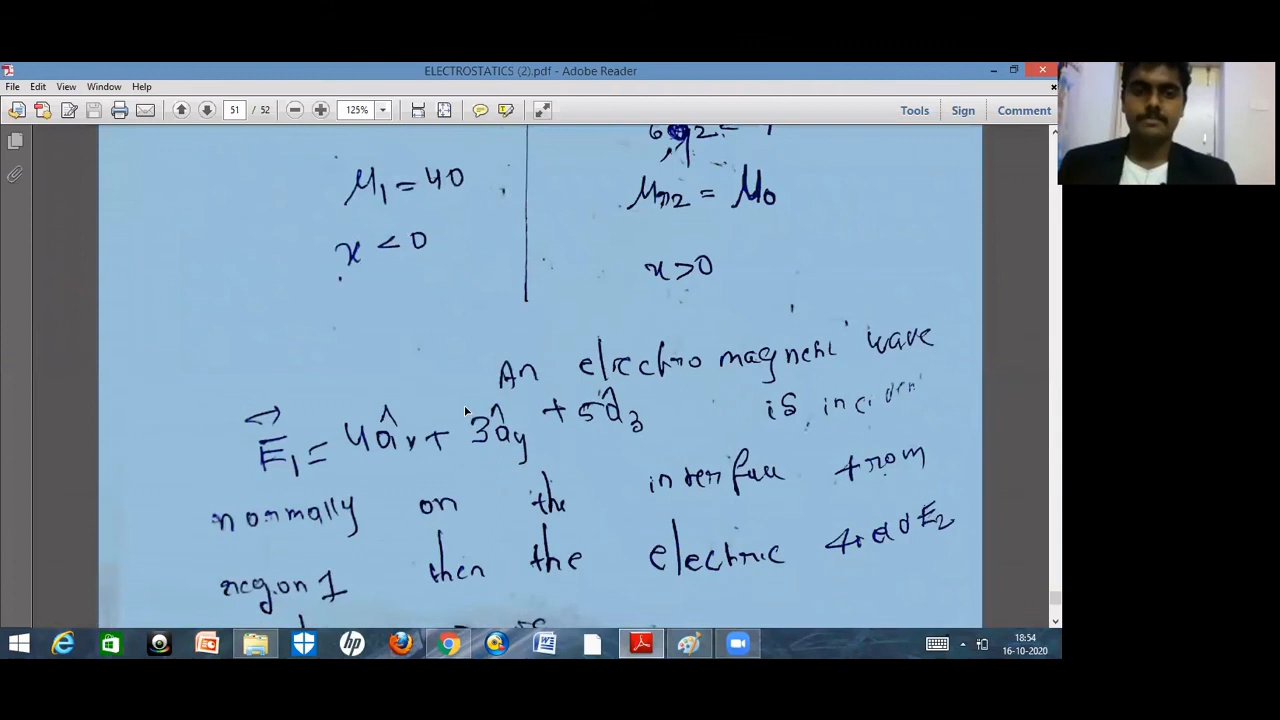 ELECTROSTATICS (2).pdf - Adobe Reader
File Edit View Window Help
51 / 52 125% Tools Sign Comment
μ1 = 40
μr2 = μ0
x < 0
x > 0
An electro magnetic wave
E1 = 4ax + 3ay + 5a3 is incident
normally on the interface from
region 1 then the electric field E2
18:54
16-10-2020